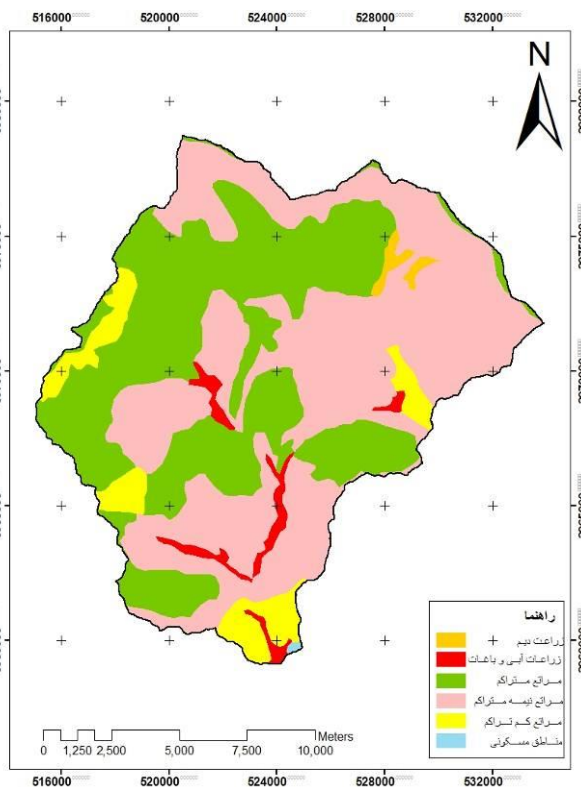 516000 520000 524000 528000 532000
N
راهنما
زراعت دیم
زراعات آبی و باغات
مراتع متراکم
مراتع نیمه متراکم
مراتع کم تراکم
مناطق مسکونی
Meters
0 1,250 2,500 5,000 7,500 10,000
516000 520000 524000 528000 532000